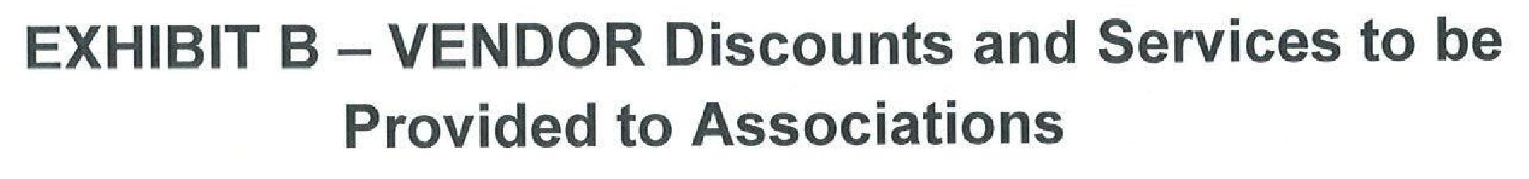 EXHIBIT B – VENDOR Discounts and Services to be
Provided to Associations